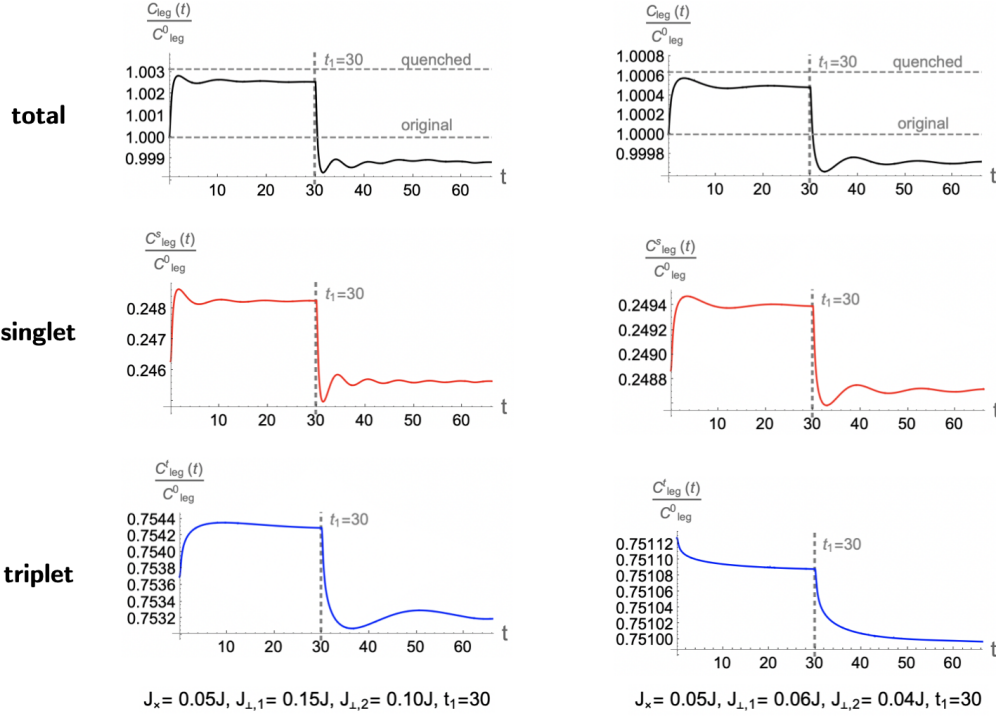 C_leg (t) / C⁰_leg
C_leg (t) / C⁰_leg
total
1.003
1.002
1.001
1.000
0.999
t₁=30
quenched
original
10 20 30 40 50 60 t
1.0008
1.0006
1.0004
1.0002
1.0000
0.9998
t₁=30
quenched
original
10 20 30 40 50 60 t
C^s_leg (t) / C⁰_leg
C^s_leg (t) / C⁰_leg
singlet
0.248
0.247
0.246
t₁=30
10 20 30 40 50 60 t
0.2494
0.2492
0.2490
0.2488
t₁=30
10 20 30 40 50 60 t
C^t_leg (t) / C⁰_leg
C^t_leg (t) / C⁰_leg
triplet
0.7544
0.7542
0.7540
0.7538
0.7536
0.7534
0.7532
t₁=30
10 20 30 40 50 60 t
0.75112
0.75110
0.75108
0.75106
0.75104
0.75102
0.75100
t₁=30
10 20 30 40 50 60 t
J×= 0.05J, J⊥,1= 0.15J, J⊥,2= 0.10J, t₁=30
J×= 0.05J, J⊥,1= 0.06J, J⊥,2= 0.04J, t₁=30